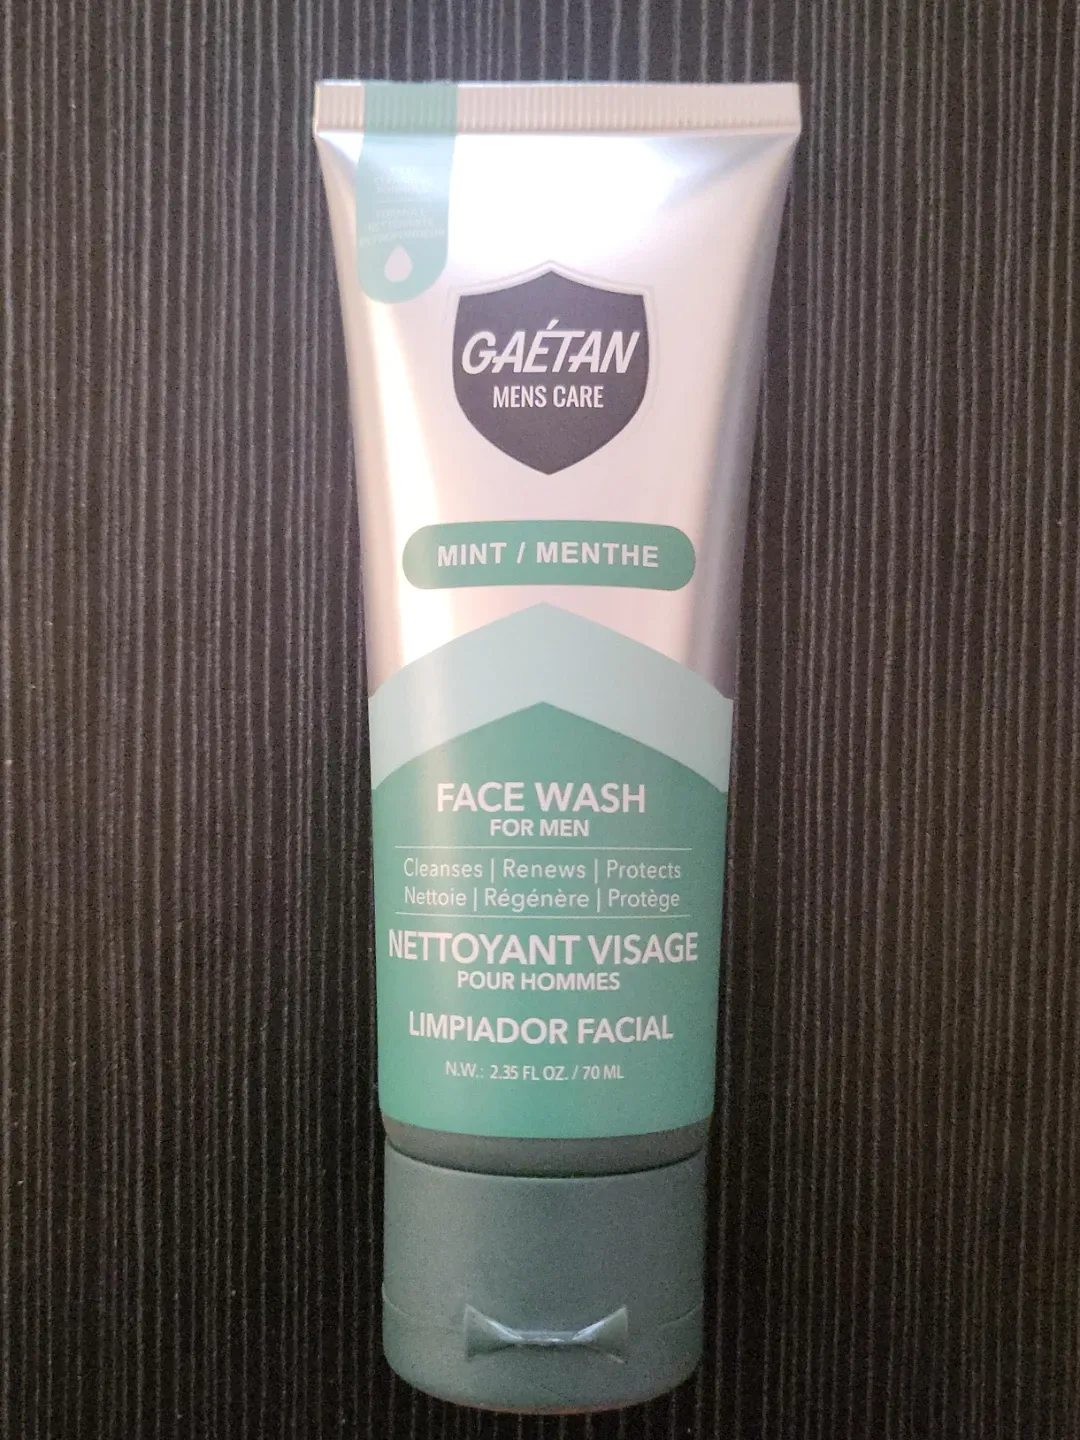 GAÉTAN
MENS CARE
MINT / MENTHE
FACE WASH
FOR MEN
Cleanses | Renews | Protects
Nettoie | Régénère | Protège
NETTOYANT VISAGE
POUR HOMMES
LIMPIADOR FACIAL
N.W.: 2.35 FL OZ. / 70 ML